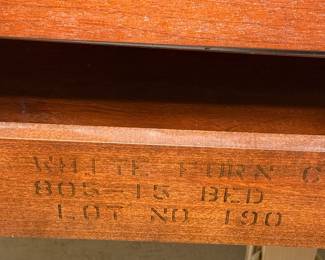 WHITE FURN C
805-15 BED
LOT NO 190